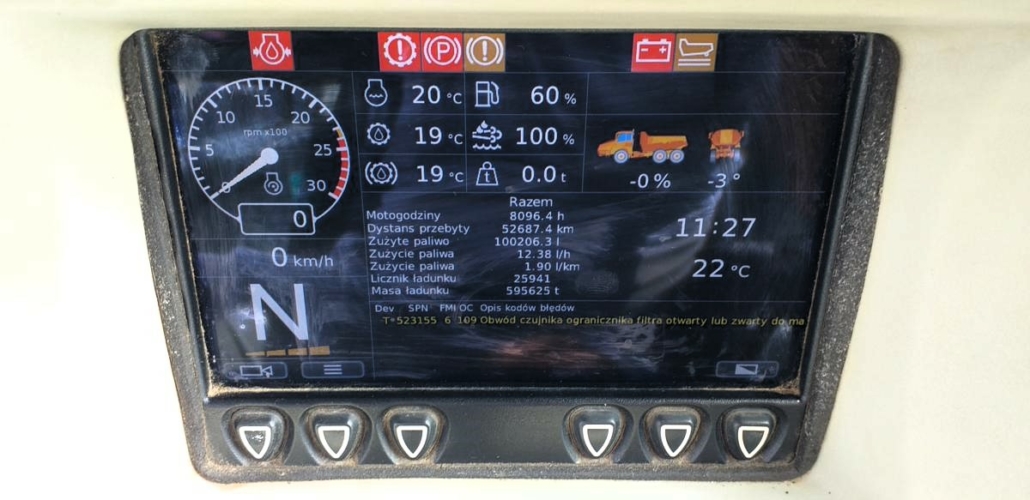 5
10
15
20
25
30
0
rpm x100
0
0 km/h
N
20 °C
60 %
19 °C
100 %
19 °C
0.0 t
-0 %
-3 °
Razem
Motogodziny 8096.4 h
Dystans przebyty 52687.4 km
Zużyte paliwo 100206.3 l
Zużycie paliwa 12.38 l/h
Zużycie paliwa 1.90 l/km
Licznik ładunku 25941
Masa ładunku 595625 t
11:27
22 °C
Dev SPN FMI OC Opis kodów błędów
T*523155 6 109 Obwód czujnika ogranicznika filtra otwarty lub zwarty do ma